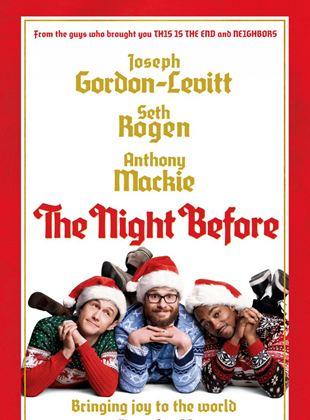 From the guys who brought you THIS IS THE END and NEIGHBORS
Joseph
Gordon-Levitt
Seth
Rogen
Anthony
Mackie
The Night Before
Bringing joy to the world